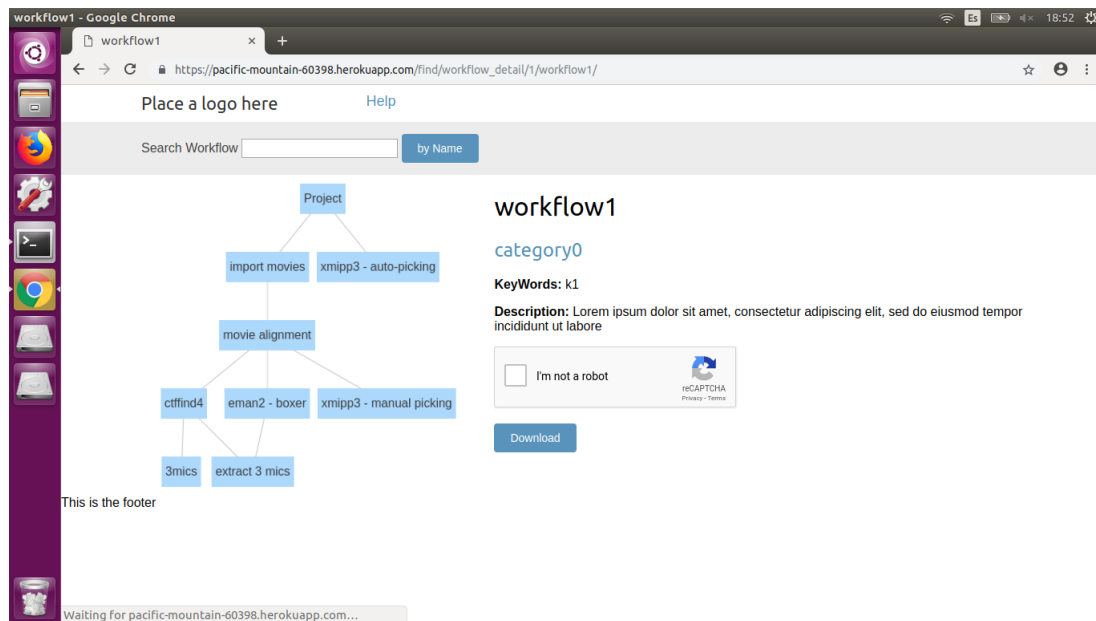 workflow1 - Google Chrome
Es
18:52
workflow1
https://pacific-mountain-60398.herokuapp.com/find/workflow_detail/1/workflow1/
Place a logo here
Help
Search Workflow
by Name
Project
import movies
xmipp3 - auto-picking
movie alignment
ctffind4
eman2 - boxer
xmipp3 - manual picking
3mics
extract 3 mics
workflow1
category0
KeyWords: k1
Description: Lorem ipsum dolor sit amet, consectetur adipiscing elit, sed do eiusmod tempor
incididunt ut labore
I'm not a robot
reCAPTCHA
Privacy - Terms
Download
This is the footer
Waiting for pacific-mountain-60398.herokuapp.com...